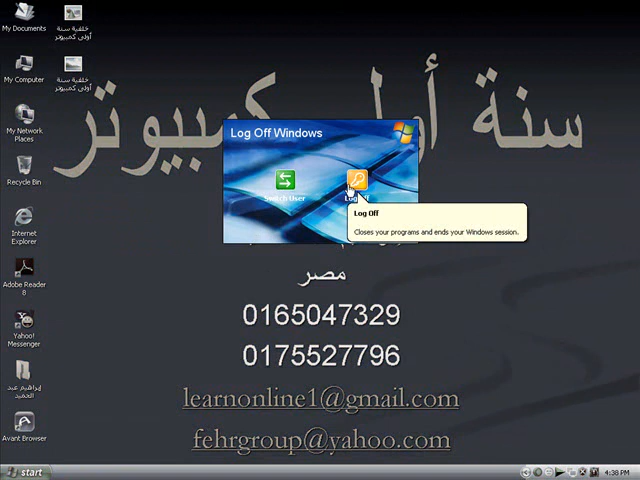 My Documents
خلفية سنة
أولى كمبيوتر
My Computer
خلفية سنة
أولى كمبيوتر
My Network
Places
Recycle Bin
Internet
Explorer
Adobe Reader
8
Yahoo!
Messenger
إبراهيم عبد
الحميد
Avant Browser
سنة أولى كمبيوتر
Log Off Windows
Switch User
Log Off
Log Off
Closes your programs and ends your Windows session.
مصر
0165047329
0175527796
learnonline1@gmail.com
fehrgroup@yahoo.com
start
4:38 PM